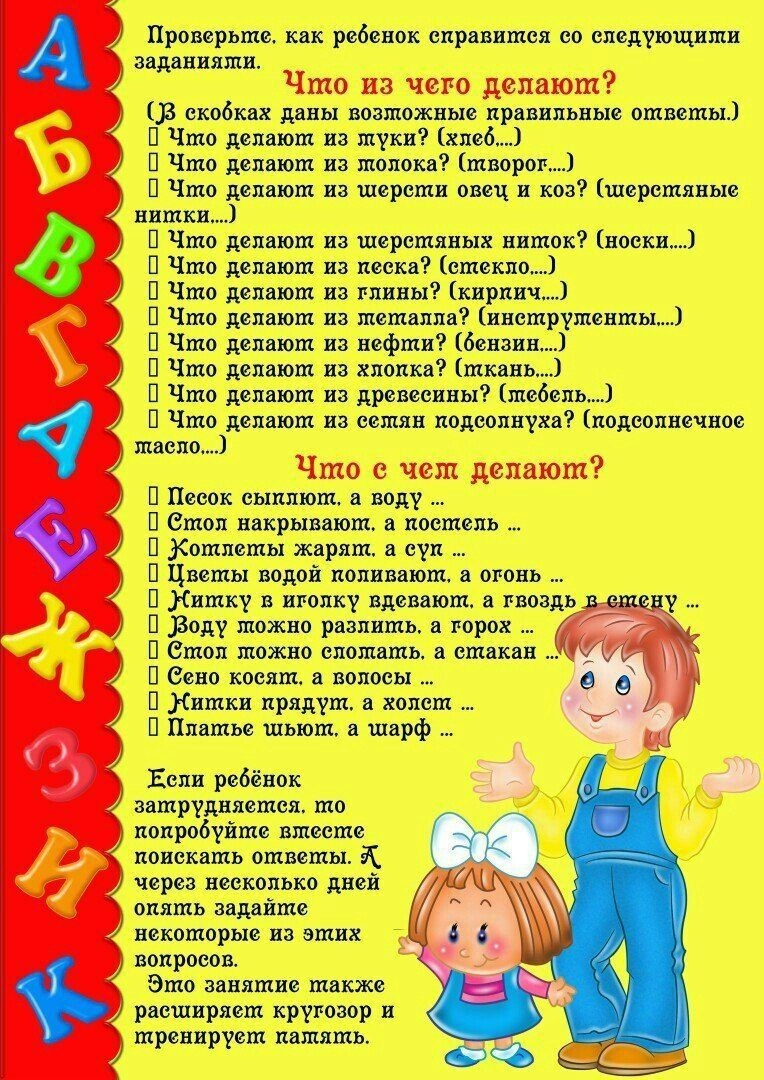 А
Б
В
Г
Д
Е
Ж
З
И
К
Проверьте, как ребенок справится со следующими
заданиями.
Что из чего делают?
(В скобках даны возможные правильные ответы.)
▯ Что делают из муки? (хлеб,...)
▯ Что делают из молока? (творог,...)
▯ Что делают из шерсти овец и коз? (шерстяные
нитки,...)
▯ Что делают из шерстяных ниток? (носки,...)
▯ Что делают из песка? (стекло,...)
▯ Что делают из глины? (кирпич,...)
▯ Что делают из металла? (инструменты,...)
▯ Что делают из нефти? (бензин,...)
▯ Что делают из хлопка? (ткань,...)
▯ Что делают из древесины? (мебель,...)
▯ Что делают из семян подсолнуха? (подсолнечное
масло,...)
Что с чем делают?
▯ Песок сыплют, а воду ...
▯ Стол накрывают, а постель ...
▯ Котлеты жарят, а суп ...
▯ Цветы водой поливают, а огонь ...
▯ Нитку в иголку вдевают, а гвоздь в стену ...
▯ Воду можно разлить, а горох ...
▯ Стол можно сломать, а стакан ...
▯ Сено косят, а волосы ...
▯ Нитки прядут, а холст ...
▯ Платье шьют, а шарф ...
Если ребёнок
затрудняется, то
попробуйте вместе
поискать ответы. А
через несколько дней
опять задайте
некоторые из этих
вопросов.
Это занятие также
расширяет кругозор и
тренирует память.